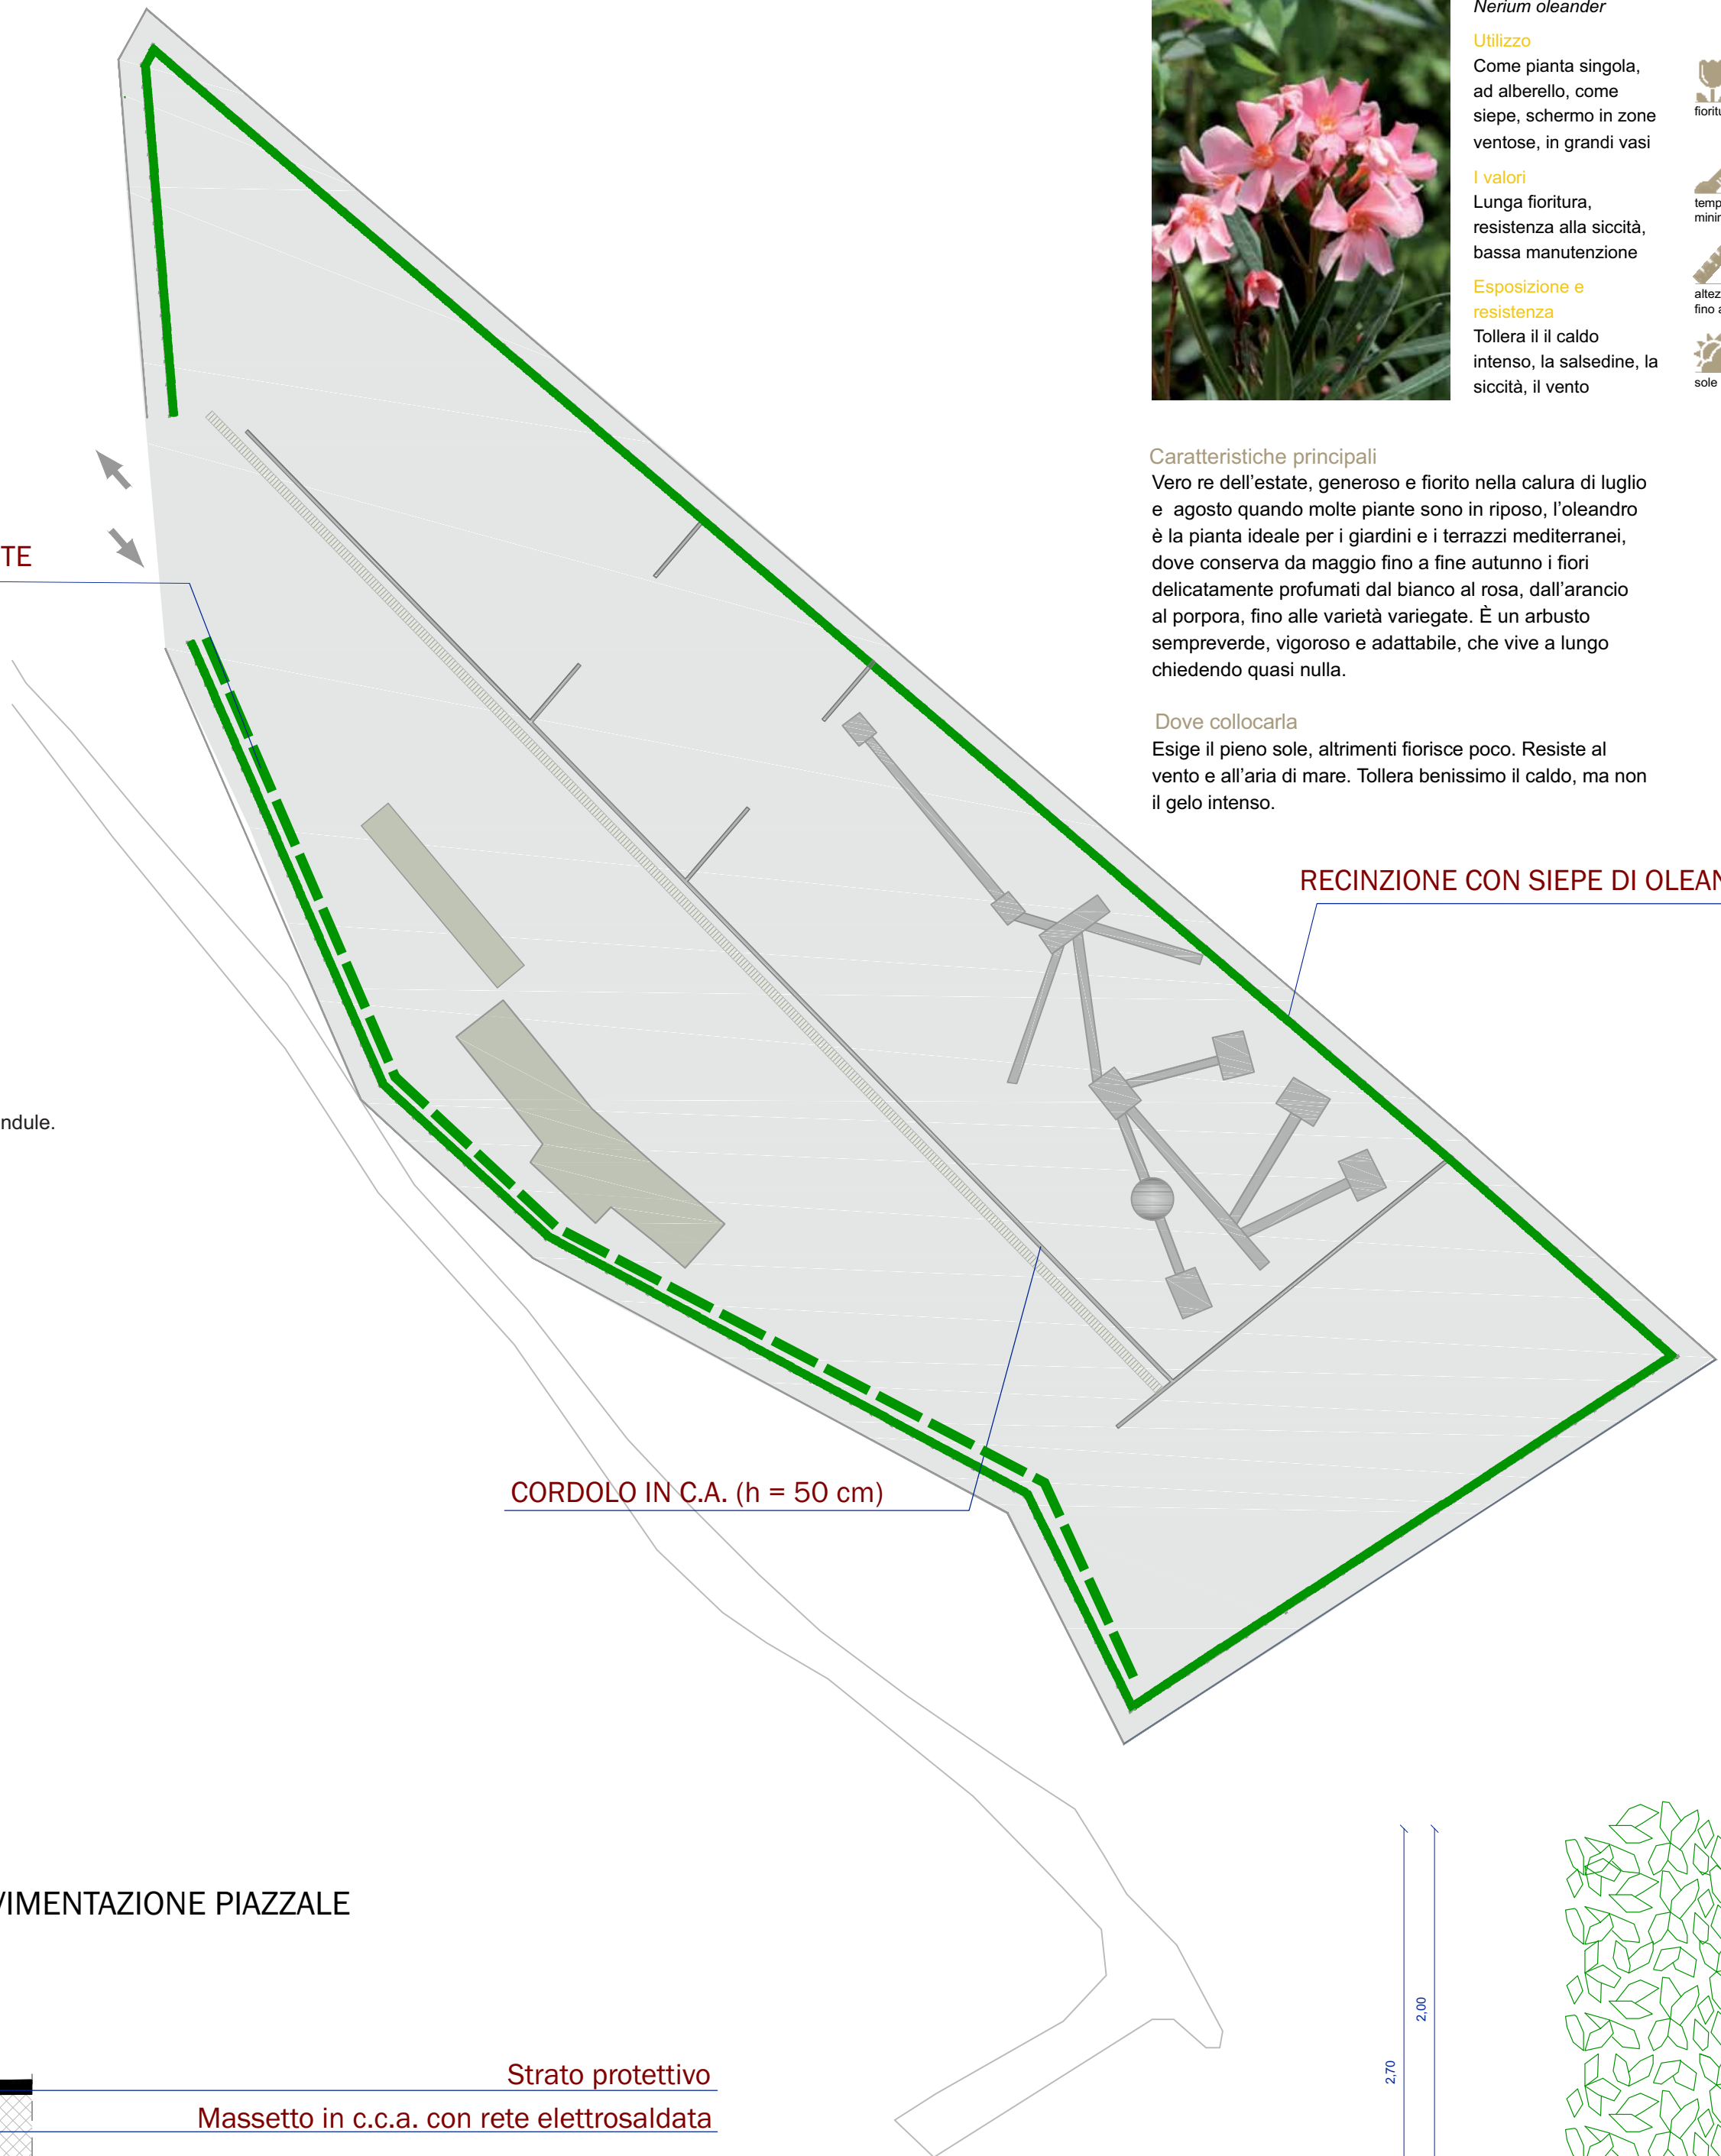 Nerium oleander
Utilizzo
Come pianta singola,
ad alberello, come
siepe, schermo in zone
ventose, in grandi vasi
I valori
Lunga fioritura,
resistenza alla siccità,
bassa manutenzione
Esposizione e
resistenza
Tollera il il caldo
intenso, la salsedine, la
siccità, il vento
sole
Caratteristiche principali
Vero re dell'estate, generoso e fiorito nella calura di luglio
e agosto quando molte piante sono in riposo, l'oleandro
è la pianta ideale per i giardini e i terrazzi mediterranei,
dove conserva da maggio fino a fine autunno i fiori
delicatamente profumati dal bianco al rosa, dall'arancio
al porpora, fino alle varietà variegate. È un arbusto
sempreverde, vigoroso e adattabile, che vive a lungo
chiedendo quasi nulla.
Dove collocarla
Esige il pieno sole, altrimenti fiorisce poco. Resiste al
vento e all'aria di mare. Tollera benissimo il caldo, ma non
il gelo intenso.
TE
RECINZIONE CON SIEPE DI OLEAN
ndule.
CORDOLO IN C.A. (h = 50 cm)
VIMENTAZIONE PIAZZALE
Strato protettivo
Massetto in c.c.a. con rete elettrosaldata
2,00
2,70